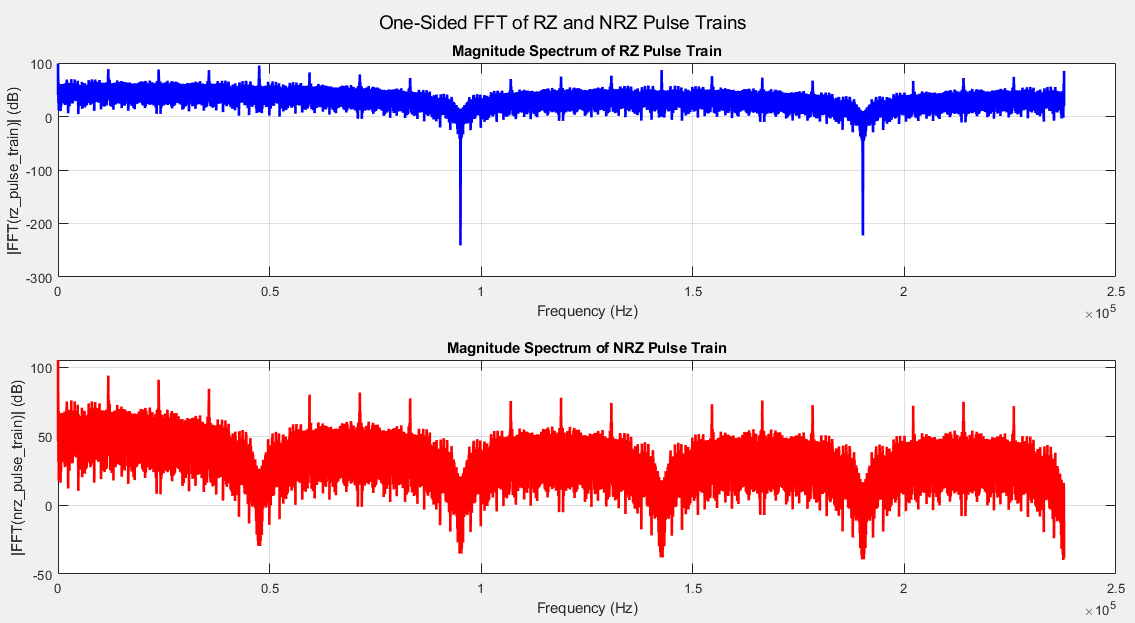 One-Sided FFT of RZ and NRZ Pulse Trains
Magnitude Spectrum of RZ Pulse Train
|FFT(rz_pulse_train)| (dB)
100
0
-100
-200
-300
0 0.5 1 1.5 2 2.5
×10^5
Frequency (Hz)
Magnitude Spectrum of NRZ Pulse Train
|FFT(nrz_pulse_train)| (dB)
100
50
0
-50
0 0.5 1 1.5 2 2.5
×10^5
Frequency (Hz)